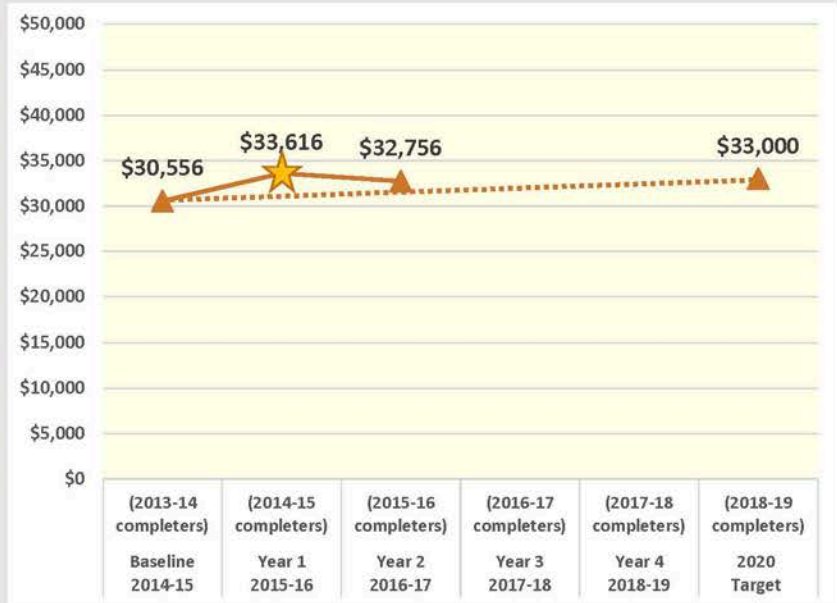 $50,000
$45,000
$40,000
$35,000
$30,000
$25,000
$20,000
$15,000
$10,000
$5,000
$0
$30,556
$33,616
$32,756
$33,000
(2013-14
completers)
Baseline
2014-15
(2014-15
completers)
Year 1
2015-16
(2015-16
completers)
Year 2
2016-17
(2016-17
completers)
Year 3
2017-18
(2017-18
completers)
Year 4
2018-19
(2018-19
completers)
2020
Target